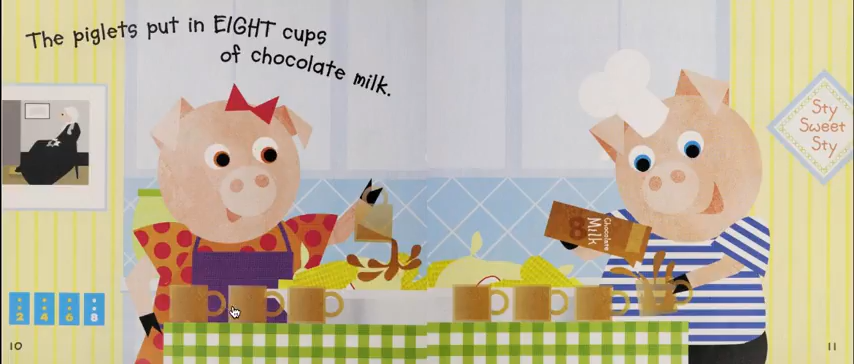 The piglets put in EIGHT cups
of chocolate milk.
Sty
Sweet
Sty
Chocolate
Milk
8
2 4 6 8
10
11